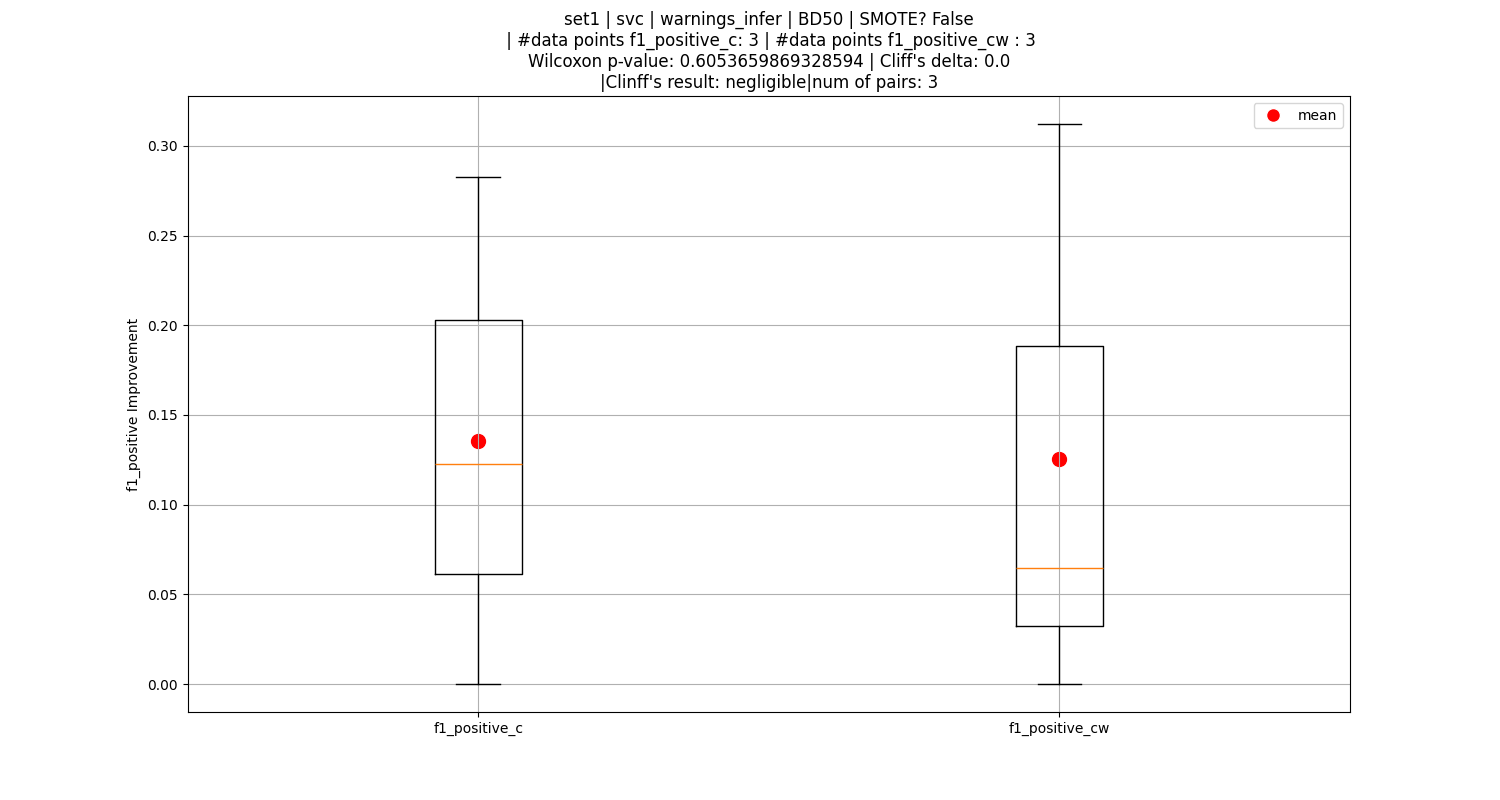 set1 | svc | warnings_infer | BD50 | SMOTE? False
| #data points f1_positive_c: 3 | #data points f1_positive_cw : 3
Wilcoxon p-value: 0.6053659869328594 | Cliff's delta: 0.0
|Clinff's result: negligible|num of pairs: 3
mean
0.30
0.25
0.20
0.15
0.10
0.05
0.00
f1_positive Improvement
f1_positive_c
f1_positive_cw